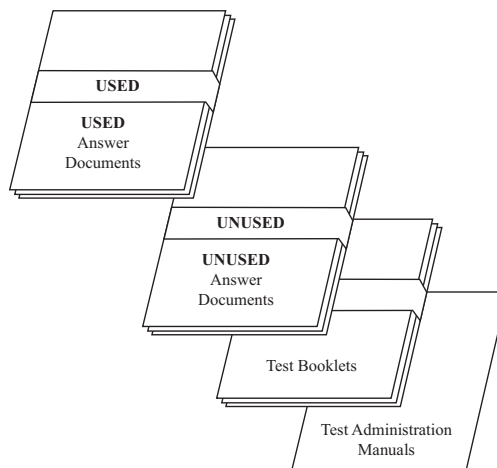 USED
USED
Answer
Documents
UNUSED
UNUSED
Answer
Documents
Test Booklets
Test Administration
Manuals